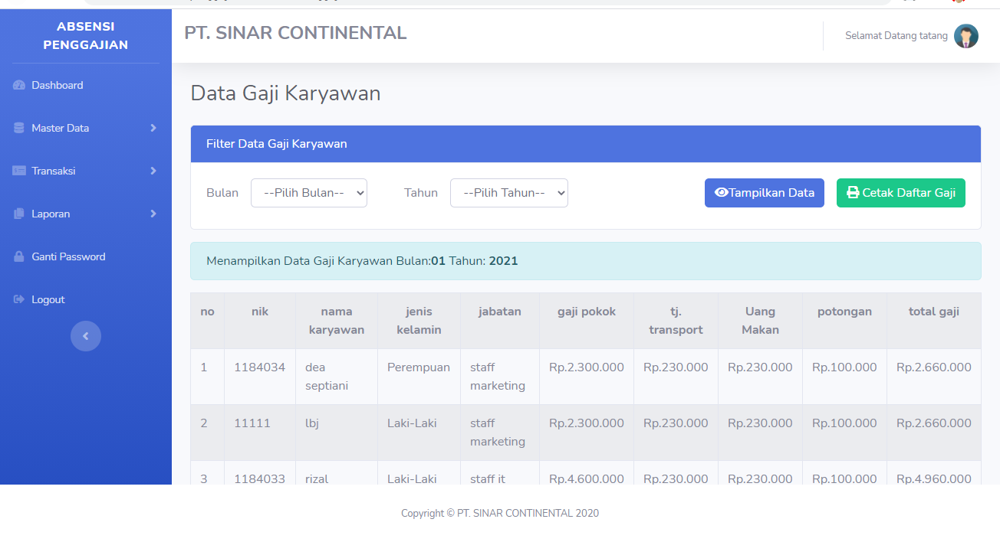 ABSENSI
PENGGAJIAN
Dashboard
Master Data
Transaksi
Laporan
Ganti Password
Logout
PT. SINAR CONTINENTAL
Selamat Datang tatang
Data Gaji Karyawan
Filter Data Gaji Karyawan
Bulan --Pilih Bulan-- Tahun --Pilih Tahun-- Tampilkan Data Cetak Daftar Gaji
Menampilkan Data Gaji Karyawan Bulan:01 Tahun: 2021
no nik nama karyawan jenis kelamin jabatan gaji pokok tj. transport Uang Makan potongan total gaji
1 1184034 dea septiani Perempuan staff marketing Rp.2.300.000 Rp.230.000 Rp.230.000 Rp.100.000 Rp.2.660.000
2 11111 lbj Laki-Laki staff marketing Rp.2.300.000 Rp.230.000 Rp.230.000 Rp.100.000 Rp.2.660.000
3 1184033 rizal Laki-Laki staff it Rp.4.600.000 Rp.230.000 Rp.230.000 Rp.100.000 Rp.4.960.000
Copyright © PT. SINAR CONTINENTAL 2020